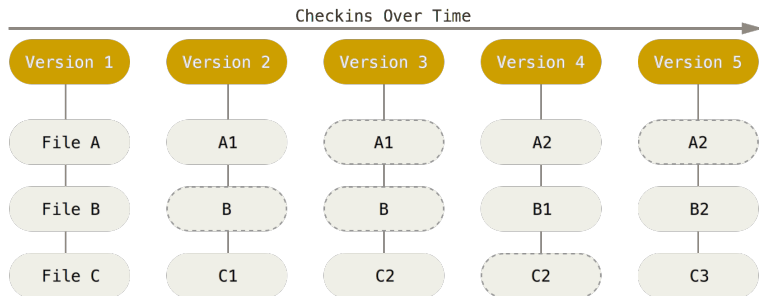 Checkins Over Time
Version 1 Version 2 Version 3 Version 4 Version 5
File A A1 A1 A2 A2
File B B B B1 B2
File C C1 C2 C2 C3